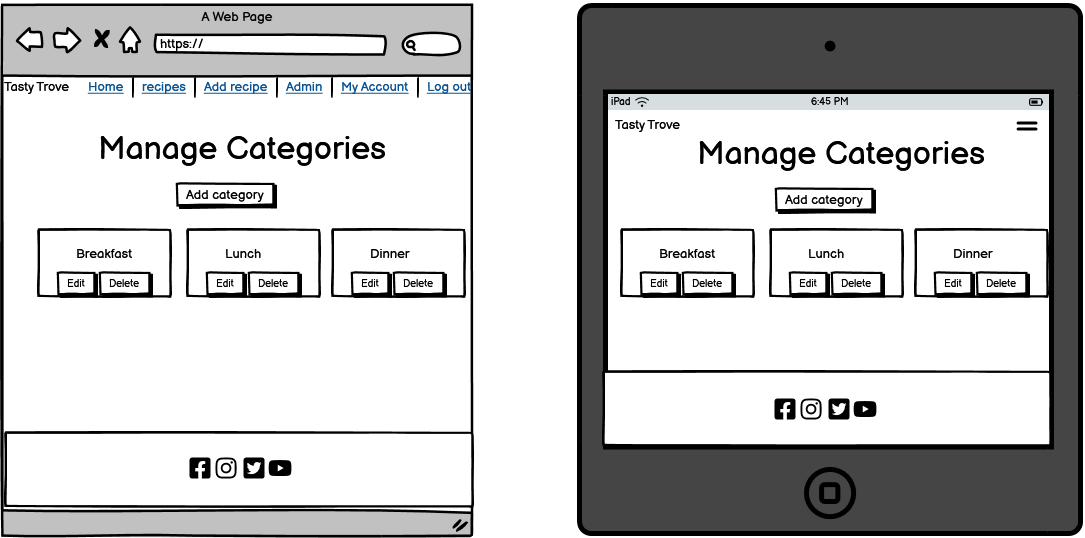 A Web Page
https://
Tasty Trove Home recipes Add recipe Admin My Account Log out
Manage Categories
Add category
Breakfast Lunch Dinner
Edit Delete Edit Delete Edit Delete
iPad 6:45 PM
Tasty Trove
Manage Categories
Add category
Breakfast Lunch Dinner
Edit Delete Edit Delete Edit Delete